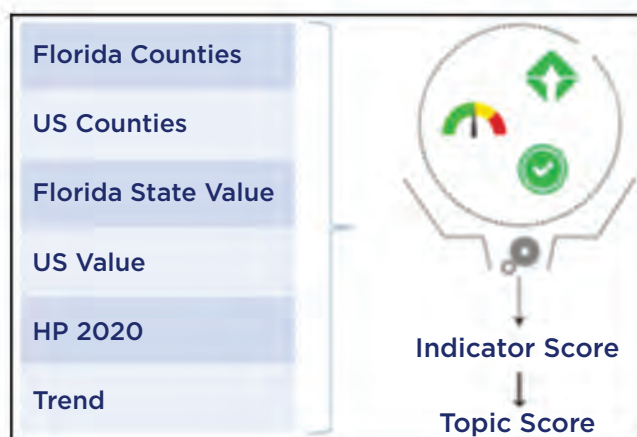 Florida Counties
US Counties
Florida State Value
US Value
HP 2020
Trend
Indicator Score
Topic Score